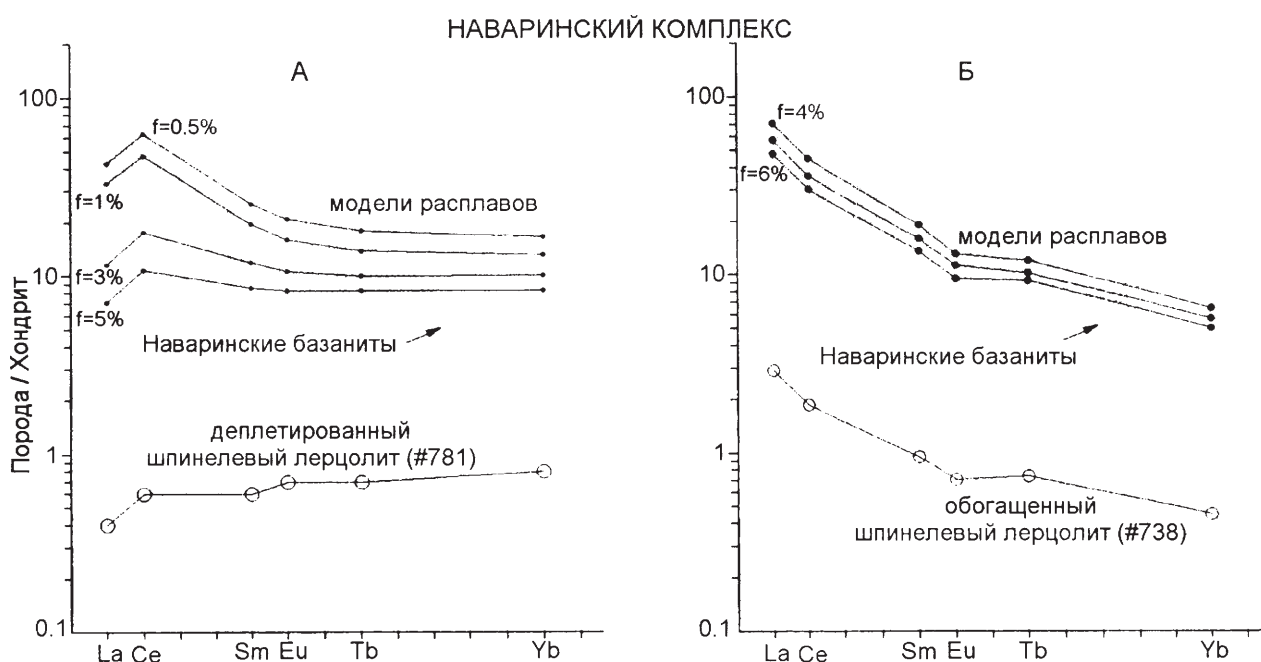 НАВАРИНСКИЙ КОМПЛЕКС
А
Порода / Хондрит
100
10
1
0.1
f=0.5%
f=1%
f=3%
f=5%
модели расплавов
Наваринские базаниты
деплетированный
шпинелевый лерцолит (#781)
La Ce Sm Eu Tb Yb
Б
100
10
1
0.1
f=4%
f=6%
модели расплавов
Наваринские базаниты
обогащенный
шпинелевый лерцолит (#738)
La Ce Sm Eu Tb Yb